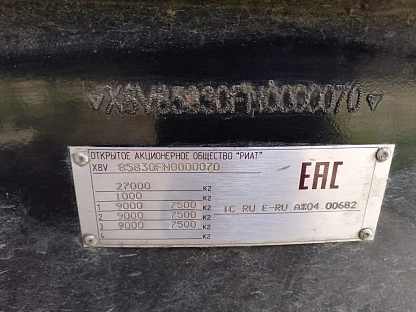 X8V85830FN0000070
ОТКРЫТОЕ АКЦИОНЕРНОЕ ОБЩЕСТВО "РИАТ"
X8V 85830FN0000070
27000 кг
1000 кг
1 9000 7500 кг
2 9000 7500 кг
3 9000 7500 кг
4 кг
EAC
TC RU E-RU АЖ04 00682